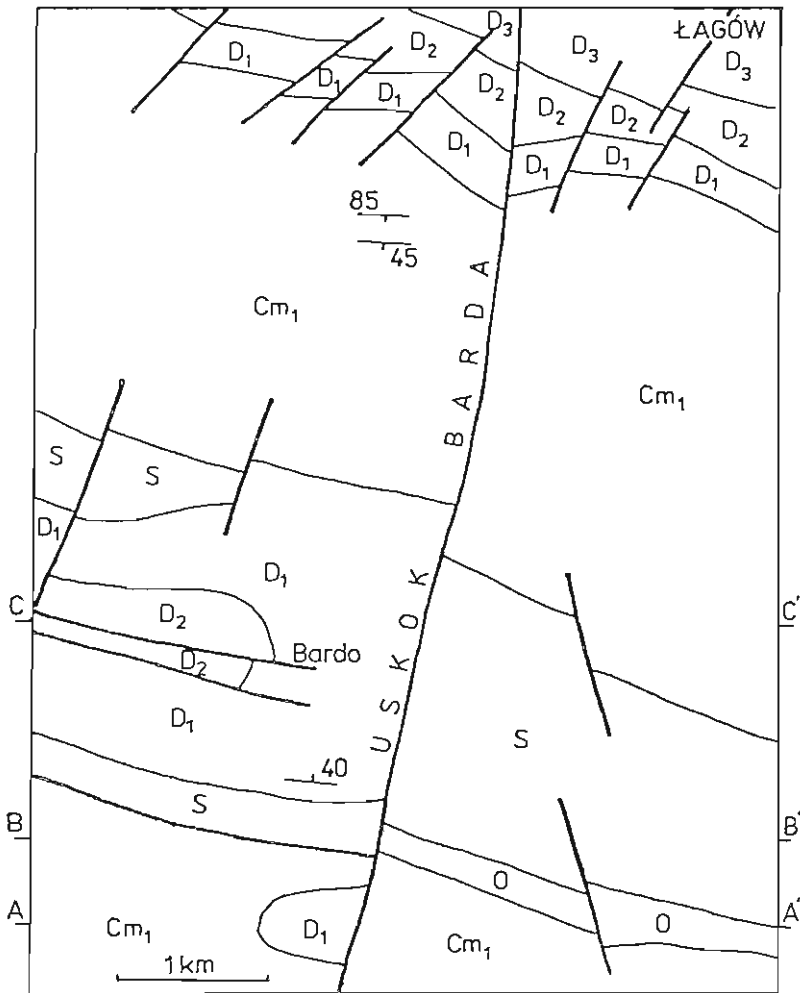 D₃
ŁAGÓW
D₁
D₂
D₃
D₃
D₁
D₁
D₂
D₂
D₂
D₂
D₁
D₁
D₁
D₁
85
45
Cm₁
Cm₁
USKOK BARDA
S
S
D₁
D₁
C
D₂
C'
D₂
Bardo
D₁
S
40
S
B
B'
O
A
Cm₁
D₁
Cm₁
O
A'
1km